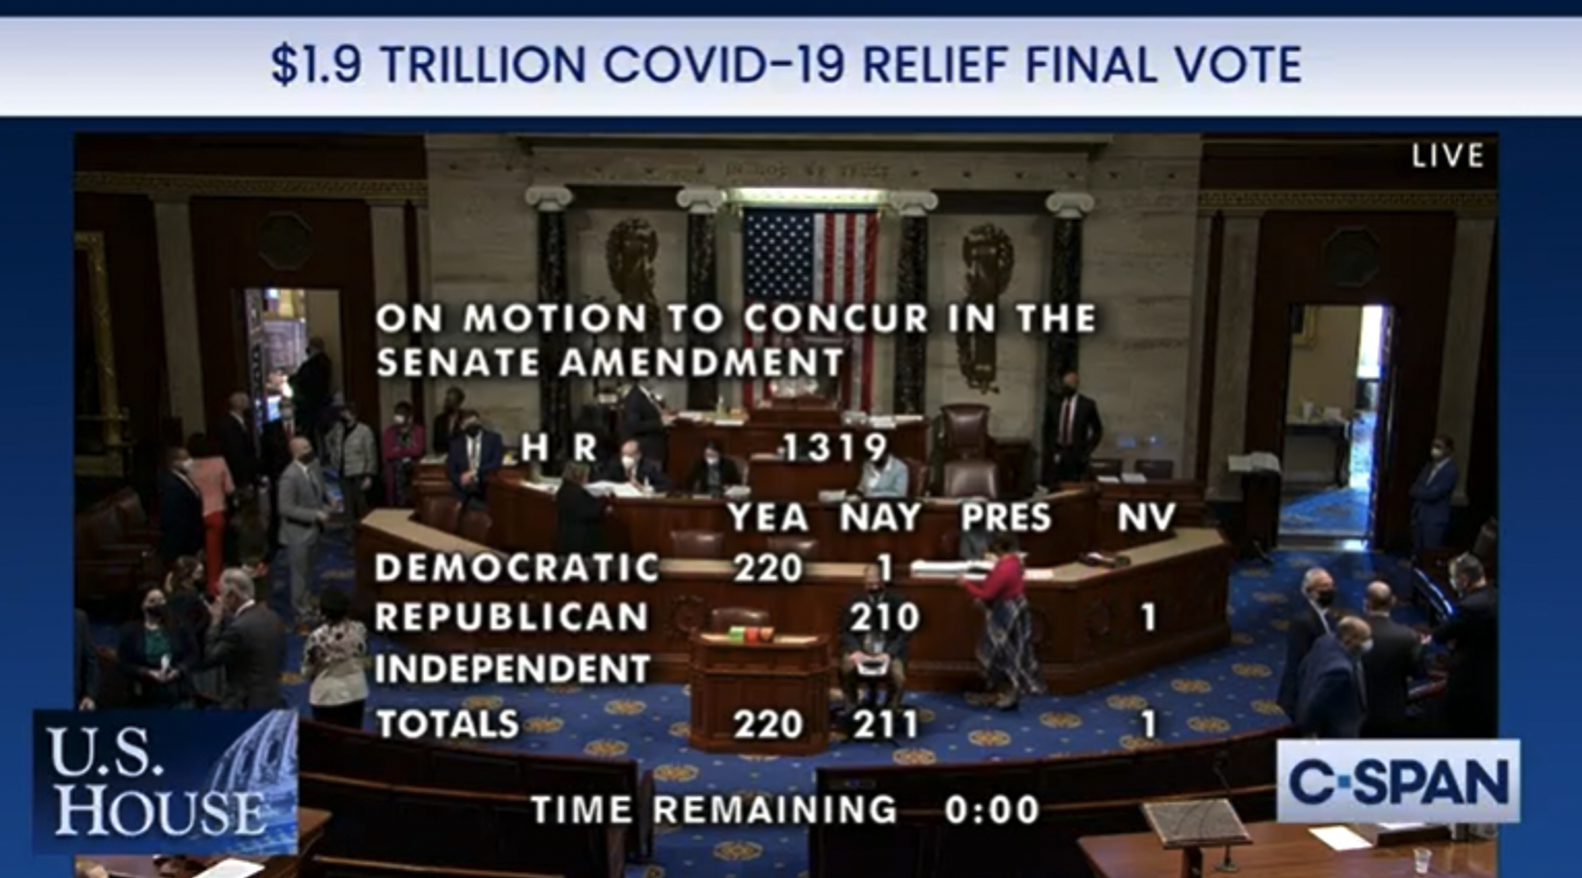 $1.9 TRILLION COVID-19 RELIEF FINAL VOTE
LIVE
IN GOD WE TRUST
ON MOTION TO CONCUR IN THE
SENATE AMENDMENT
H R 1319
YEA NAY PRES NV
DEMOCRATIC 220 1
REPUBLICAN 210 1
INDEPENDENT
TOTALS 220 211 1
U.S.
HOUSE
C-SPAN
TIME REMAINING 0:00